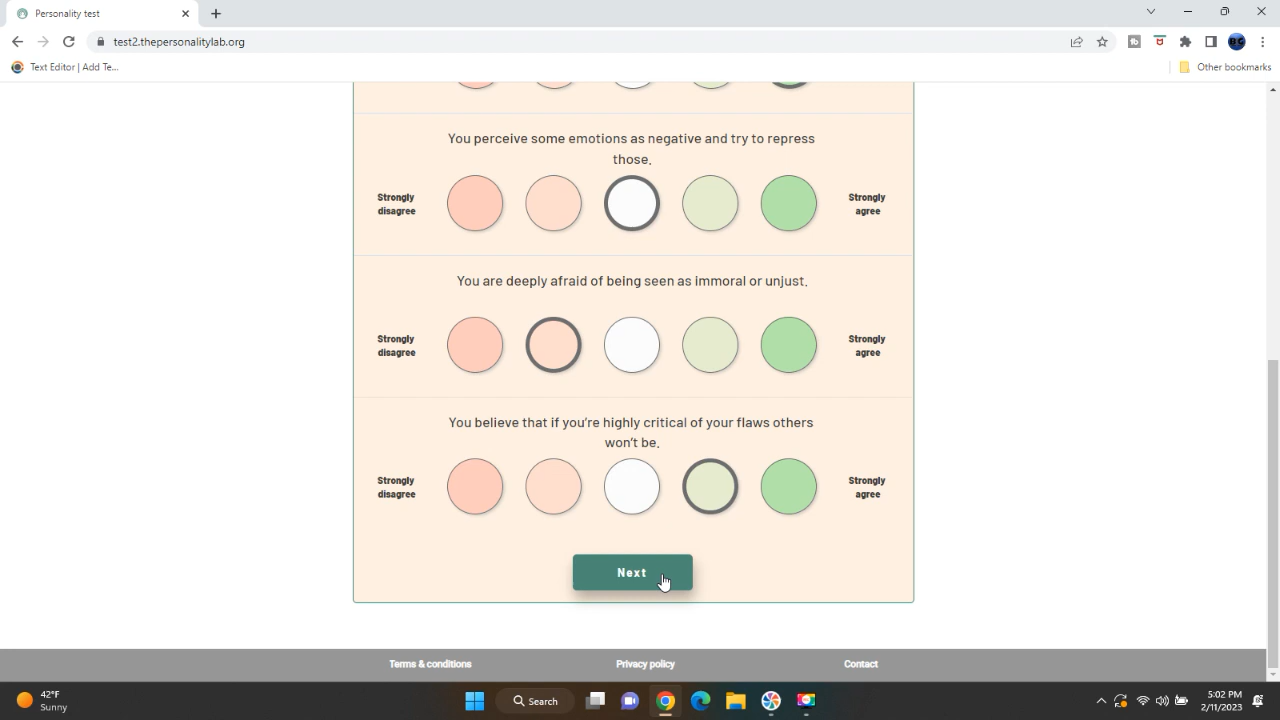 Personality test
test2.thepersonalitylab.org
Text Editor | Add Te...
Other bookmarks
You perceive some emotions as negative and try to repress
those.
Strongly
disagree
Strongly
agree
You are deeply afraid of being seen as immoral or unjust.
Strongly
disagree
Strongly
agree
You believe that if you’re highly critical of your flaws others
won’t be.
Strongly
disagree
Strongly
agree
Next
Terms & conditions
Privacy policy
Contact
42°F
Sunny
Search
5:02 PM
2/11/2023